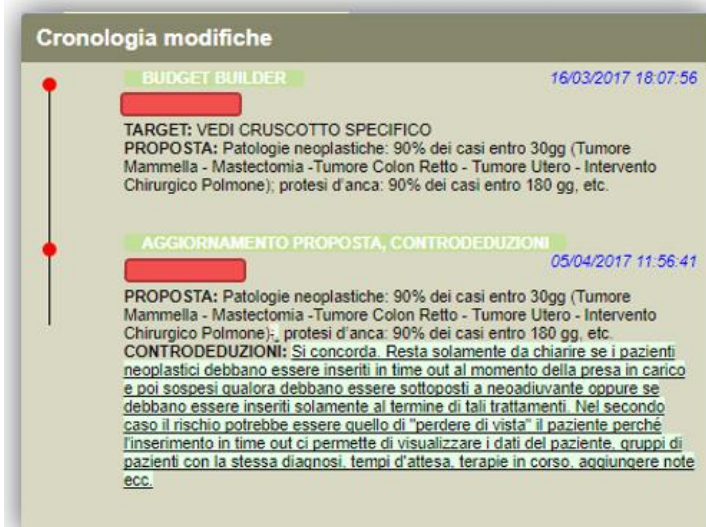 Cronologia modifiche
BUDGET BUILDER
16/03/2017 18:07:56
TARGET: VEDI CRUSCOTTO SPECIFICO
PROPOSTA: Patologie neoplastiche: 90% dei casi entro 30gg (Tumore
Mammella - Mastectomia -Tumore Colon Retto - Tumore Utero - Intervento
Chirurgico Polmone); protesi d'anca: 90% dei casi entro 180 gg, etc.
AGGIORNAMENTO PROPOSTA, CONTRODEDUZIONI
05/04/2017 11:56:41
PROPOSTA: Patologie neoplastiche: 90% dei casi entro 30gg (Tumore
Mammella - Mastectomia -Tumore Colon Retto - Tumore Utero - Intervento
Chirurgico Polmone); protesi d'anca: 90% dei casi entro 180 gg, etc.
CONTRODEDUZIONI: Si concorda. Resta solamente da chiarire se i pazienti
neoplastici debbano essere inseriti in time out al momento della presa in carico
e poi sospesi qualora debbano essere sottoposti a neoadiuvante oppure se
debbano essere inseriti solamente al termine di tali trattamenti. Nel secondo
caso il rischio potrebbe essere quello di "perdere di vista" il paziente perché
l'inserimento in time out ci permette di visualizzare i dati del paziente, gruppi di
pazienti con la stessa diagnosi, tempi d'attesa, terapie in corso, aggiungere note
ecc.